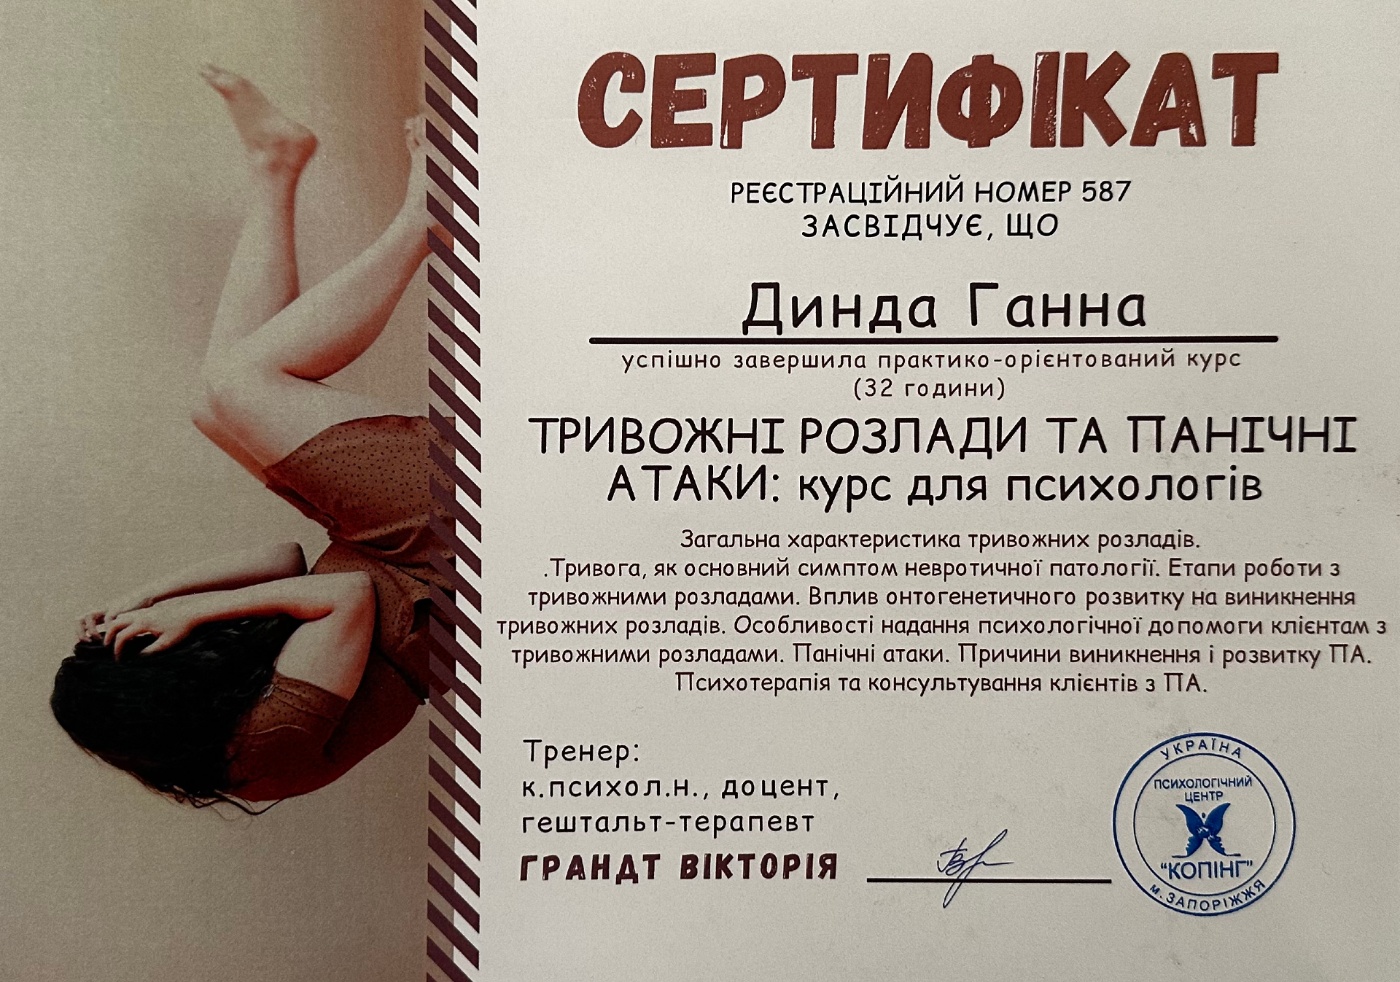 СЕРТИФІКАТ
РЕЄСТРАЦІЙНИЙ НОМЕР 587
ЗАСВІДЧУЄ, ЩО
Динда Ганна
успішно завершила практико-орієнтований курс
(32 години)
ТРИВОЖНІ РОЗЛАДИ ТА ПАНІЧНІ
АТАКИ: курс для психологів
Загальна характеристика тривожних розладів.
.Тривога, як основний симптом невротичної патології. Етапи роботи з
тривожними розладами. Вплив онтогенетичного розвитку на виникнення
тривожних розладів. Особливості надання психологічної допомоги клієнтам з
тривожними розладами. Панічні атаки. Причини виникнення і розвитку ПА.
Психотерапія та консультування клієнтів з ПА.
Тренер:
к.психол.н., доцент,
гештальт-терапевт
ГРАНДТ ВІКТОРІЯ
УКРАЇНА
ПСИХОЛОГІЧНИЙ
ЦЕНТР
"КОПІНГ"
м. ЗАПОРІЖЖЯ